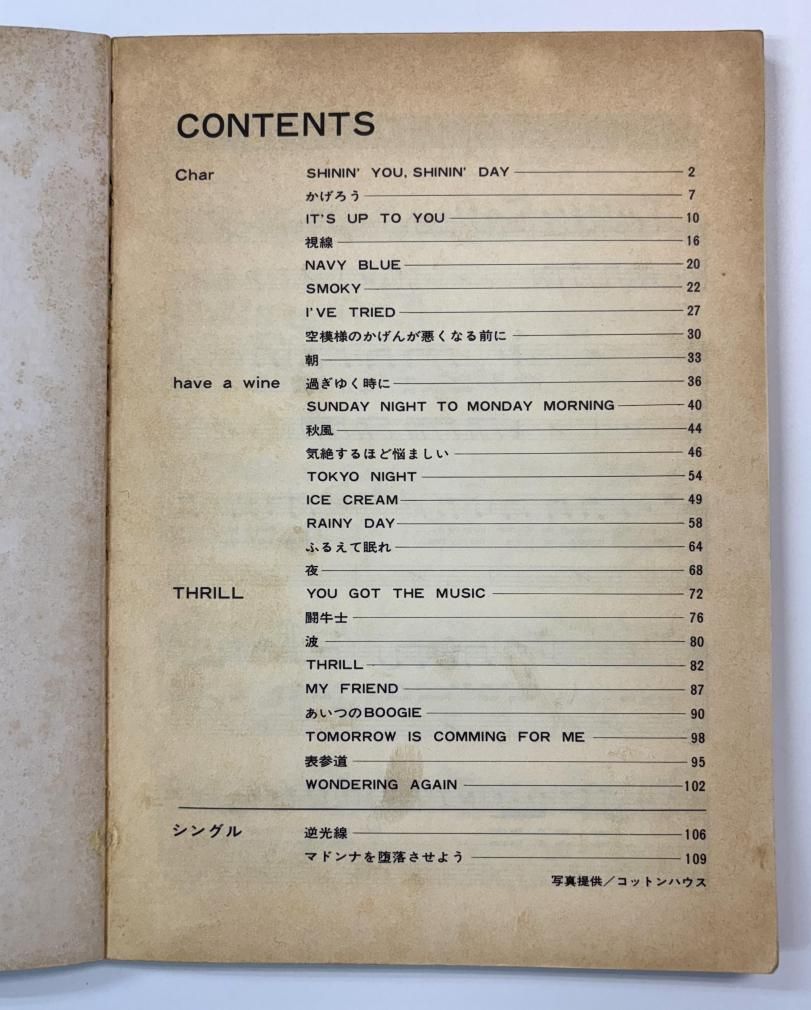 CONTENTS
Char SHININ' YOU, SHININ' DAY 2
かげろう 7
IT'S UP TO YOU 10
視線 16
NAVY BLUE 20
SMOKY 22
I'VE TRIED 27
空模様のかげんが悪くなる前に 30
朝 33
have a wine 過ぎゆく時に 36
SUNDAY NIGHT TO MONDAY MORNING 40
秋風 44
気絶するほど悩ましい 46
TOKYO NIGHT 54
ICE CREAM 49
RAINY DAY 58
ふるえて眠れ 64
夜 68
THRILL YOU GOT THE MUSIC 72
闘牛士 76
波 80
THRILL 82
MY FRIEND 87
あいつのBOOGIE 90
TOMORROW IS COMMING FOR ME 98
表参道 95
WONDERING AGAIN 102
シングル 逆光線 106
マドンナを堕落させよう 109
写真提供／コットンハウス